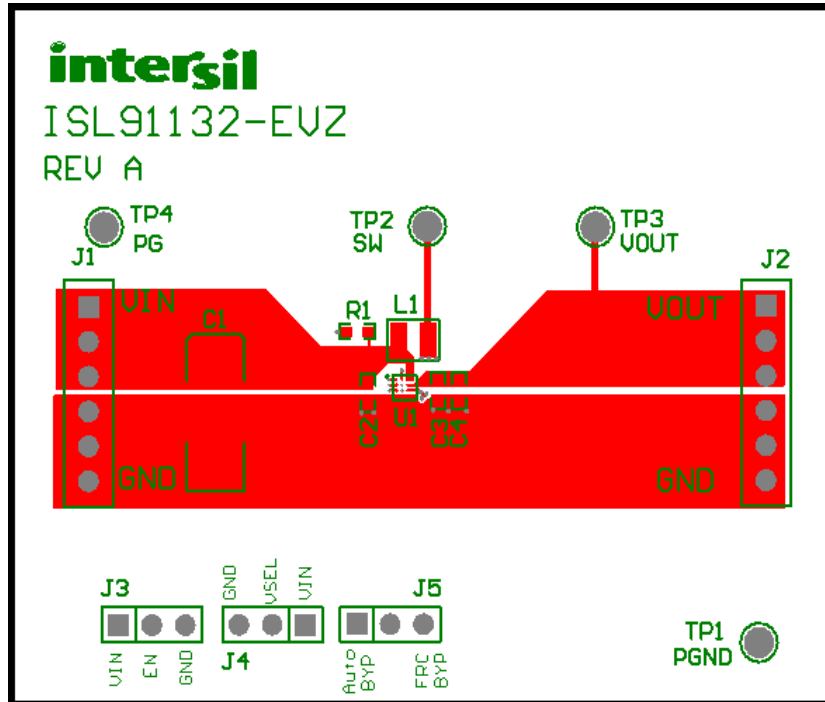 intersil
ISL91132-EVZ
REV A
TP4
PG
TP2
SW
TP3
VOUT
J1
J2
VIN
C1
R1
L1
VOUT
C2
U1
C3
C4
GND
GND
J3
GND
VSEL
VIN
J5
VIN
EN
GND
J4
Auto
BYP
FRC
BYP
TP1
PGND